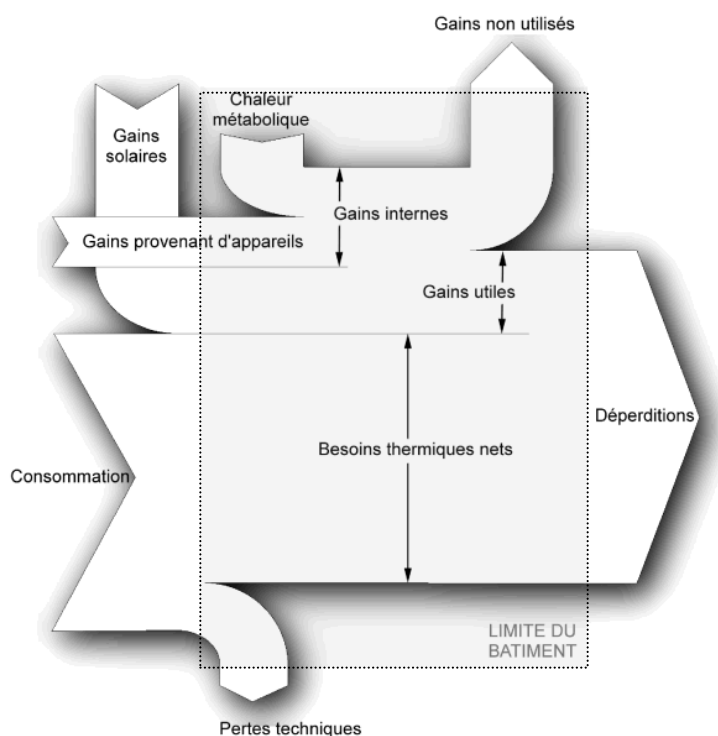 Gains non utilisés
Chaleur
métabolique
Gains
solaires
Gains internes
Gains provenant d'appareils
Gains utiles
Déperditions
Besoins thermiques nets
Consommation
LIMITE DU
BATIMENT
Pertes techniques